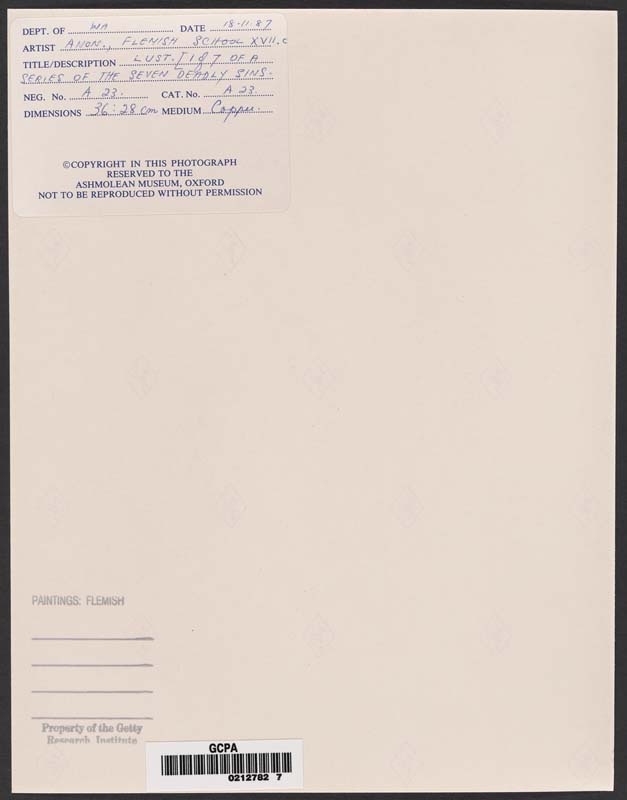 DEPT. OF WA DATE 18-11-87
ARTIST ANON., FLEMISH SCHOOL XVII.c
TITLE/DESCRIPTION LUST. [1 of 7 OF A
SERIES OF THE SEVEN DEADLY SINS.
NEG. No. A 23. CAT. No. A 23.
DIMENSIONS 36:28 cm MEDIUM Copper.
©COPYRIGHT IN THIS PHOTOGRAPH
RESERVED TO THE
ASHMOLEAN MUSEUM, OXFORD
NOT TO BE REPRODUCED WITHOUT PERMISSION
PAINTINGS: FLEMISH
Property of the Getty
Research Institute
GCPA
0212782 7